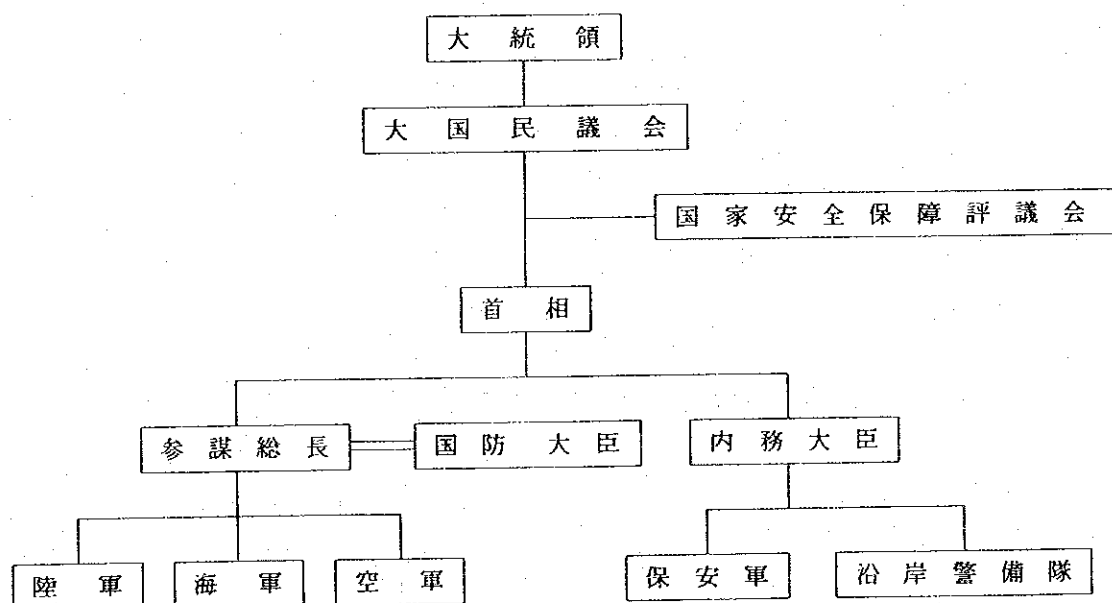 大統領
大国民議会
国家安全保障評議会
首相
参謀総長
国防大臣
内務大臣
陸軍
海軍
空軍
保安軍
沿岸警備隊